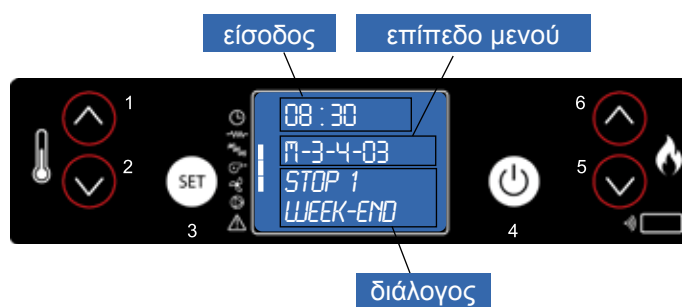 είσοδος
επίπεδο μενού
1
6
08:30
M-3-4-03
2
SET
STOP 1
5
WEEK-END
3
4
διάλογος